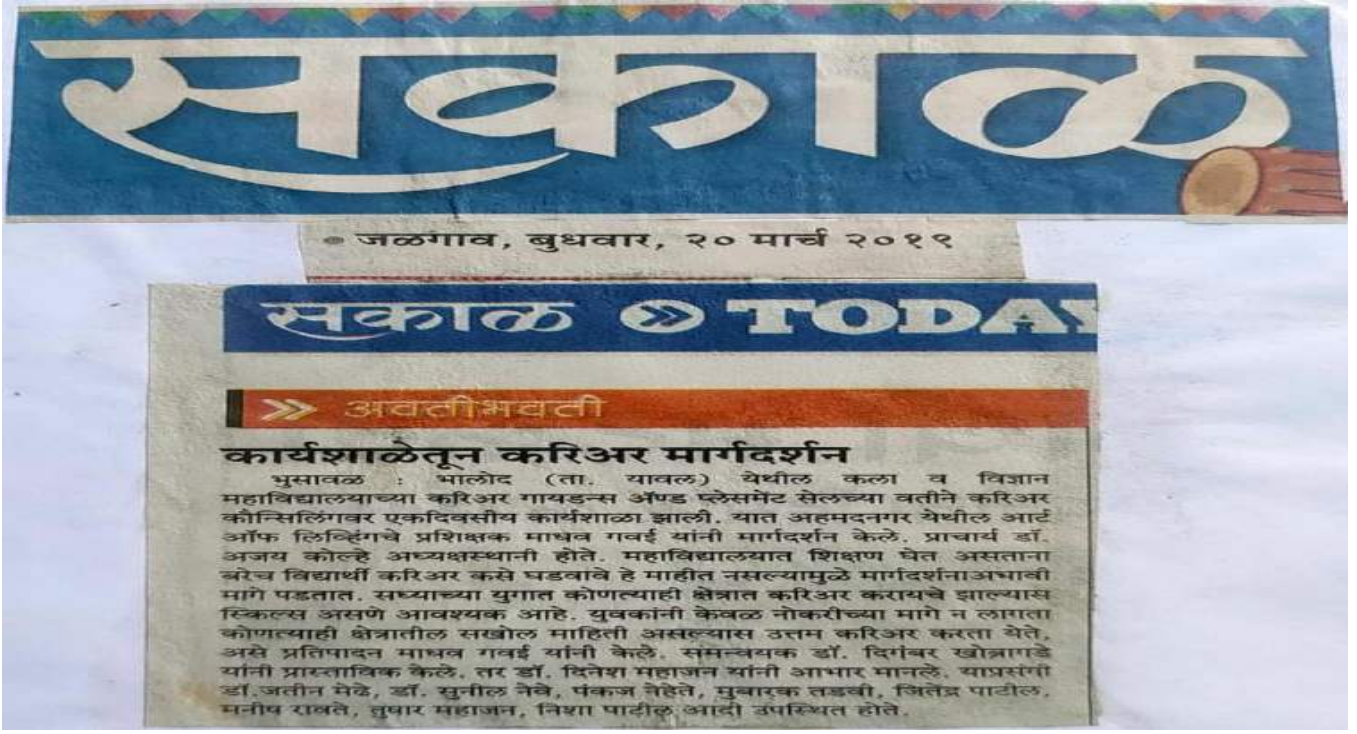 सकाळ
जळगाव, बुधवार, २० मार्च २०१९
सकाळ » TODAY
» अवतीभवती
कार्यशाळेतून करिअर मार्गदर्शन
भुसावळ : भालोद (ता. यावल) येथील कला व विज्ञान
महाविद्यालयाच्या करिअर गायडन्स ॲण्ड प्लेसमेंट सेलच्या वतीने करिअर
कौन्सिलिंगवर एकदिवसीय कार्यशाळा झाली. यात अहमदनगर येथील आर्ट
ऑफ लिव्हिंगचे प्रशिक्षक माधव गवई यांनी मार्गदर्शन केले. प्राचार्य डॉ.
अजय कोल्हे अध्यक्षस्थानी होते. महाविद्यालयात शिक्षण घेत असताना
बरेच विद्यार्थी करिअर कसे घडवावे हे माहीत नसल्यामुळे मार्गदर्शनाअभावी
मागे पडतात. सध्याच्या युगात कोणत्याही क्षेत्रात करिअर करायचे झाल्यास
स्किल्स असणे आवश्यक आहे. युवकांनी केवळ नोकरीच्या मागे न लागता
कोणत्याही क्षेत्रातील सखोल माहिती असल्यास उत्तम करिअर करता येते,
असे प्रतिपादन माधव गवई यांनी केले. समन्वयक डॉ. दिगंबर खोब्रागडे
यांनी प्रास्ताविक केले. तर डॉ. दिनेश महाजन यांनी आभार मानले. याप्रसंगी
डॉ.जतीन मेढे, डॉ. सुनील नेवे, पंकज नेहेते, मुबारक तडवी, जितेंद्र पाटील,
मनीष रावते, तुषार महाजन, निशा पाटील आदी उपस्थित होते.